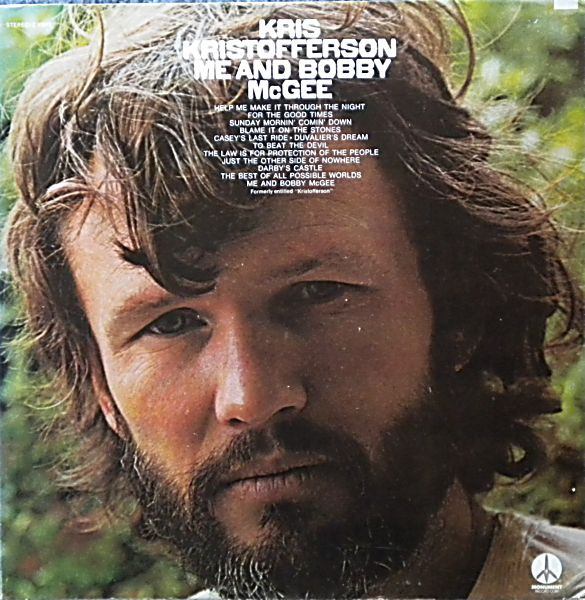 STEREO
KRIS
KRISTOFFERSON
ME AND BOBBY
McGEE
HELP ME MAKE IT THROUGH THE NIGHT
FOR THE GOOD TIMES
SUNDAY MORNIN' COMIN' DOWN
BLAME IT ON THE STONES
CASEY'S LAST RIDE • DUVALIER'S DREAM
TO BEAT THE DEVIL
THE LAW IS FOR PROTECTION OF THE PEOPLE
JUST THE OTHER SIDE OF NOWHERE
DARBY'S CASTLE
THE BEST OF ALL POSSIBLE WORLDS
ME AND BOBBY McGEE
Formerly entitled "Kristofferson"
MONUMENT
RECORD CORP.